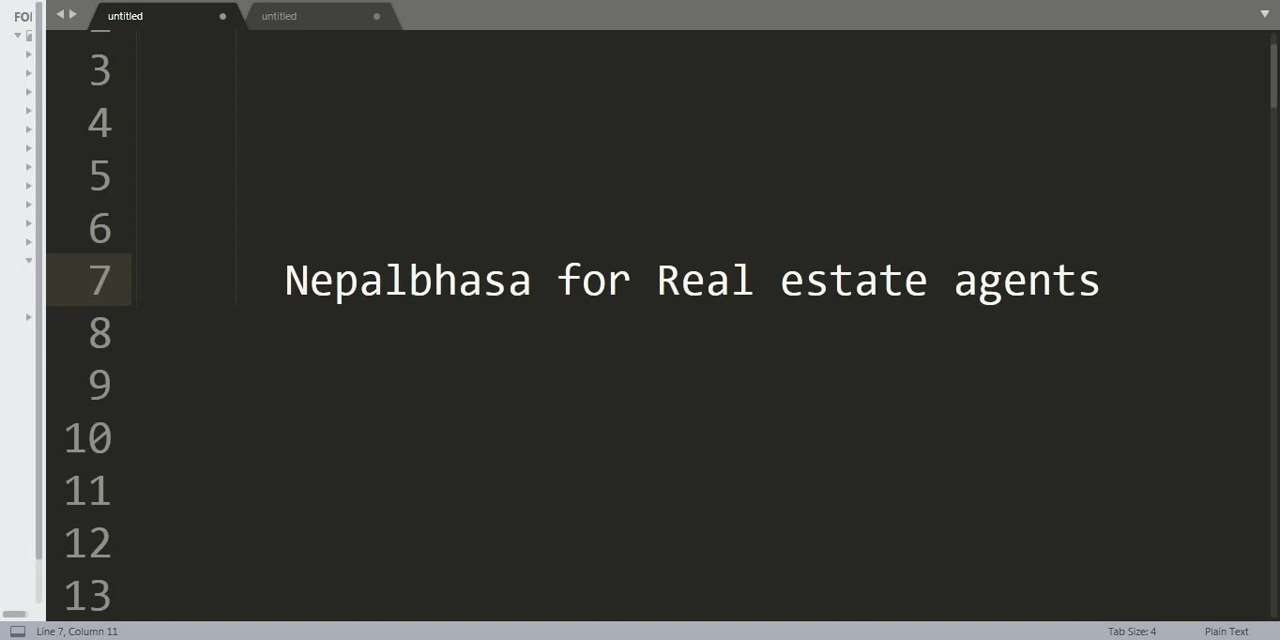 FOI
untitled
untitled
3
4
5
6
7 Nepalbhasa for Real estate agents
8
9
10
11
12
13
Line 7, Column 11
Tab Size: 4
Plain Text